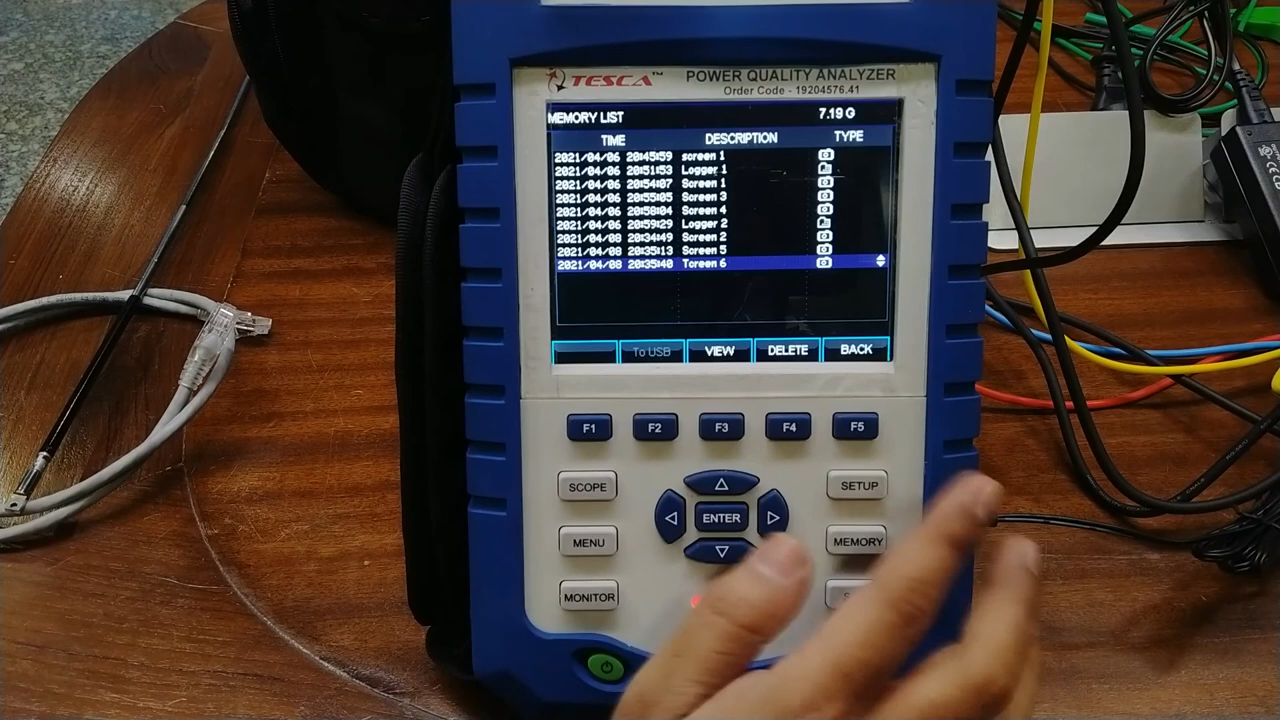 TESCA™ POWER QUALITY ANALYZER
Order Code - 19204576.41
MEMORY LIST 7.19 G
TIME DESCRIPTION TYPE
2021/04/06 20:45:59 screen 1
2021/04/06 20:51:53 Logger 1
2021/04/06 20:54:07 Screen 1
2021/04/06 20:55:05 Screen 3
2021/04/06 20:58:04 Screen 4
2021/04/06 20:59:29 Logger 2
2021/04/08 20:34:49 Screen 2
2021/04/08 20:35:13 Screen 5
2021/04/08 20:35:40 Tcreen 6
To USB VIEW DELETE BACK
F1 F2 F3 F4 F5
SCOPE SETUP
ENTER
MENU MEMORY
MONITOR